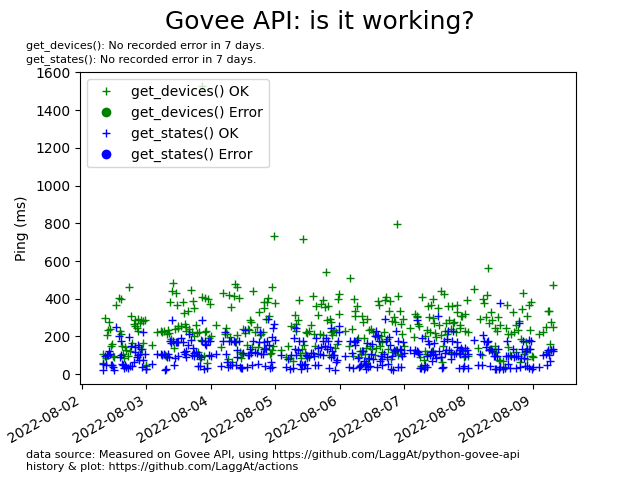 Govee API: is it working?
get_devices(): No recorded error in 7 days.
get_states(): No recorded error in 7 days.
get_devices() OK
get_devices() Error
get_states() OK
get_states() Error
Ping (ms)
1600
1400
1200
1000
800
600
400
200
0
2022-08-02
2022-08-03
2022-08-04
2022-08-05
2022-08-06
2022-08-07
2022-08-08
2022-08-09
data source: Measured on Govee API, using https://github.com/LaggAt/python-govee-api
history & plot: https://github.com/LaggAt/actions